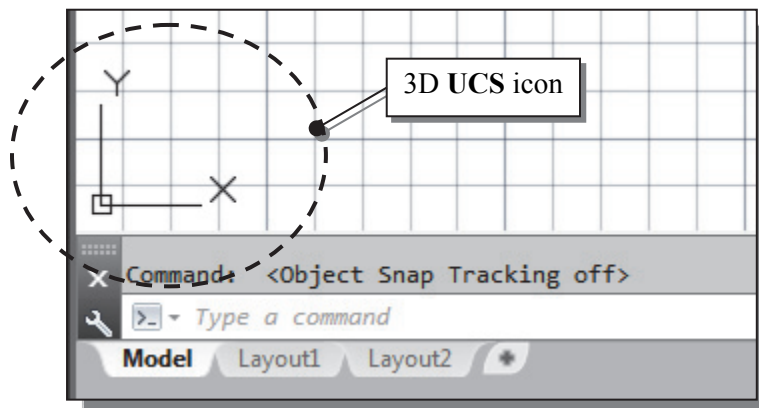 Y
3D UCS icon
X
Command: <Object Snap Tracking off>
Type a command
Model Layout1 Layout2